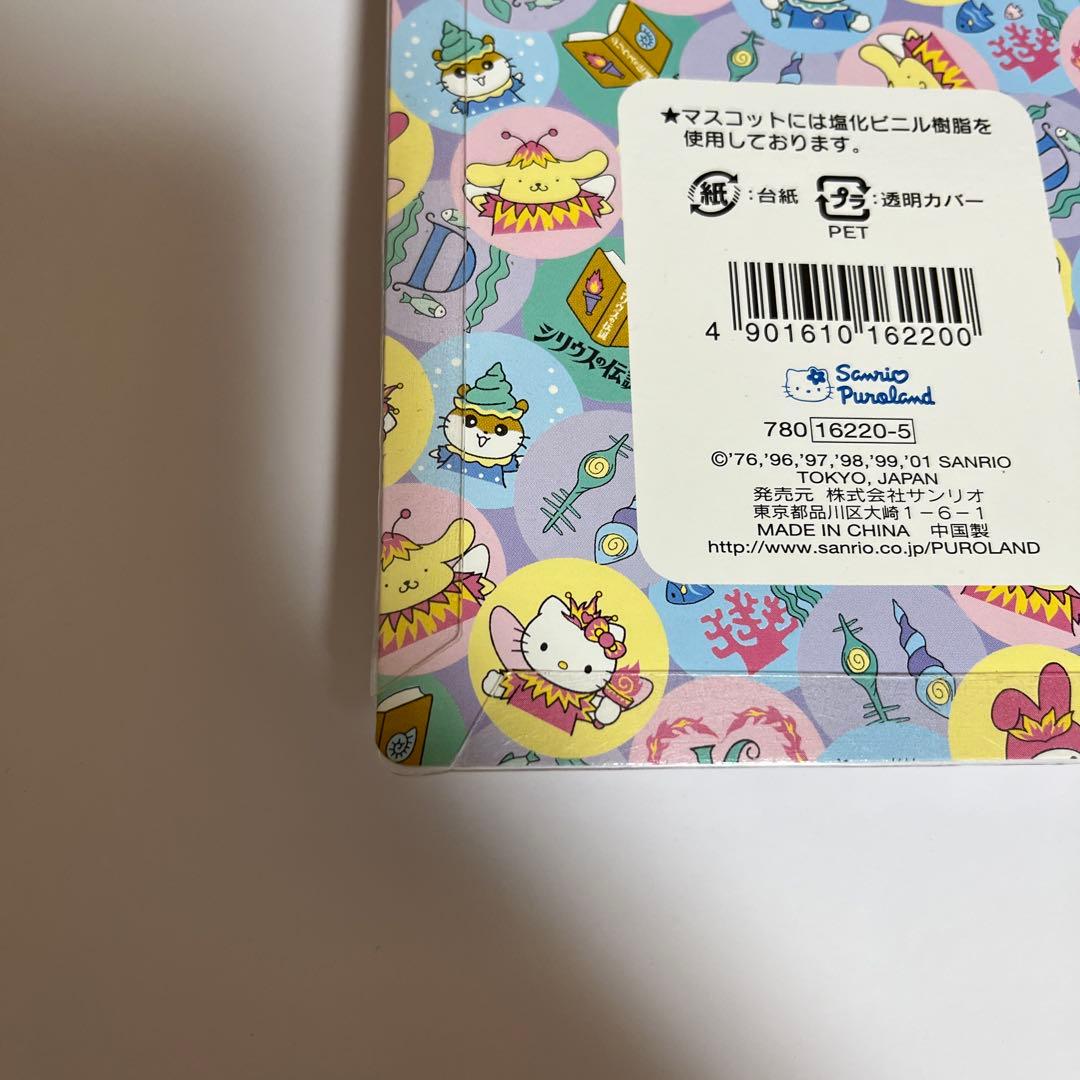 ★マスコットには塩化ビニル樹脂を
使用しております。
紙:台紙 プラ:透明カバー
PET
4 901610 162200
Sanrio
Puroland
780 16220-5
©'76,'96,'97,'98,'99,'01 SANRIO
TOKYO, JAPAN
発売元 株式会社サンリオ
東京都品川区大崎1-6-1
MADE IN CHINA 中国製
http://www.sanrio.co.jp/PUROLAND
D
シリウスの伝